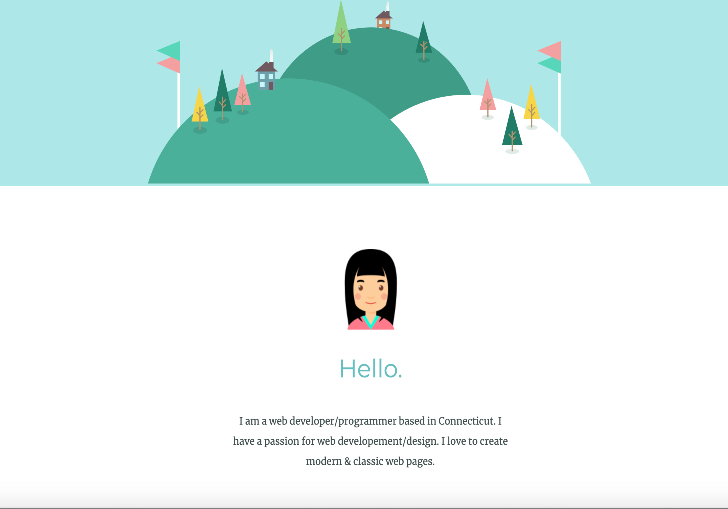 Hello.
I am a web developer/programmer based in Connecticut. I
have a passion for web developement/design. I love to create
modern & classic web pages.